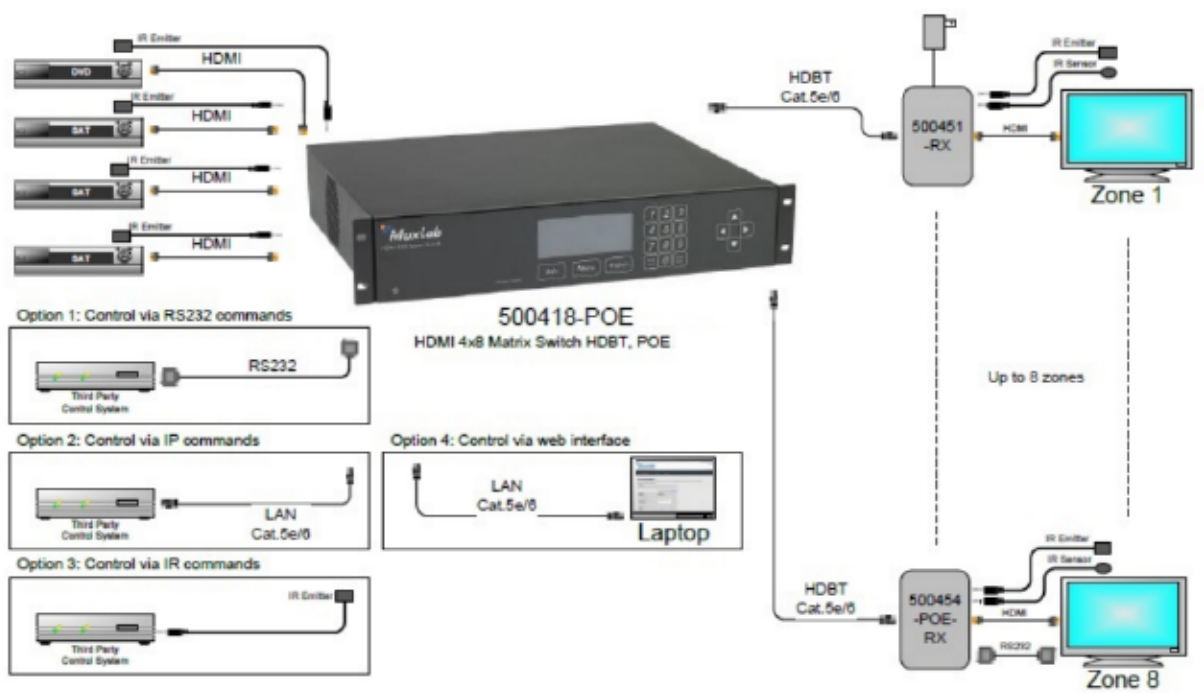 IR Emitter
HDMI
DVD
IR Emitter
HDMI
SAT
IR Emitter
HDMI
SAT
IR Emitter
HDMI
SAT
MuxLab
500418-POE
HDMI 4x8 Matrix Switch HDBT, POE
Option 1: Control via RS232 commands
RS232
Third Party
Control System
Option 2: Control via IP commands
LAN
Cat.5e/6
Third Party
Control System
Option 3: Control via IR commands
IR Emitter
Third Party
Control System
Option 4: Control via web interface
LAN
Cat.5e/6
Laptop
HDBT
Cat.5e/6
500451
-RX
IR Emitter
IR Sensor
HDMI
Zone 1
Up to 8 zones
HDBT
Cat.5e/6
500454
-POE-
RX
IR Emitter
IR Sensor
HDMI
RS232
Zone 8